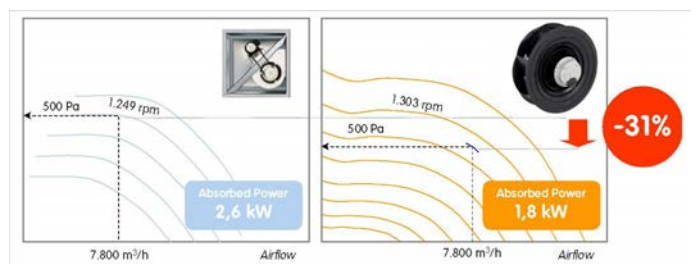 500 Pa
1.249 rpm
Absorbed Power
2,6 kW
7.800 m³/h
Airflow
1.303 rpm
500 Pa
-31%
Absorbed Power
1,8 kW
7.800 m³/h
Airflow